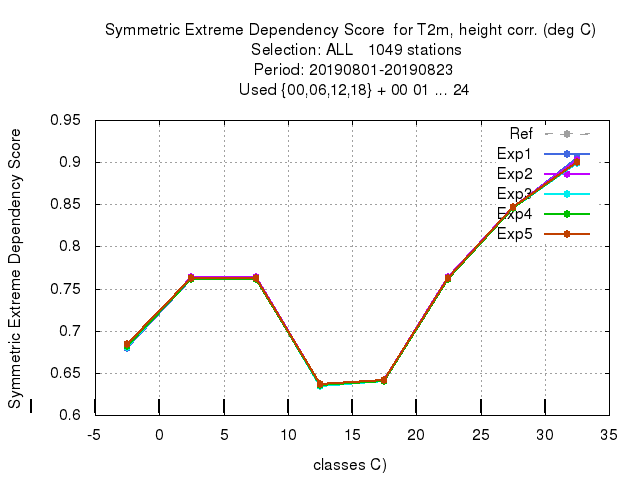 Symmetric Extreme Dependency Score  for T2m, height corr. (deg C)
Selection: ALL   1049 stations
Period: 20190801-20190823
Used {00,06,12,18} + 00 01 ... 24
Symmetric Extreme Dependency Score
0.95
0.9
0.85
0.8
0.75
0.7
0.65
0.6
Ref
Exp1
Exp2
Exp3
Exp4
Exp5
-5 0 5 10 15 20 25 30 35
classes C)